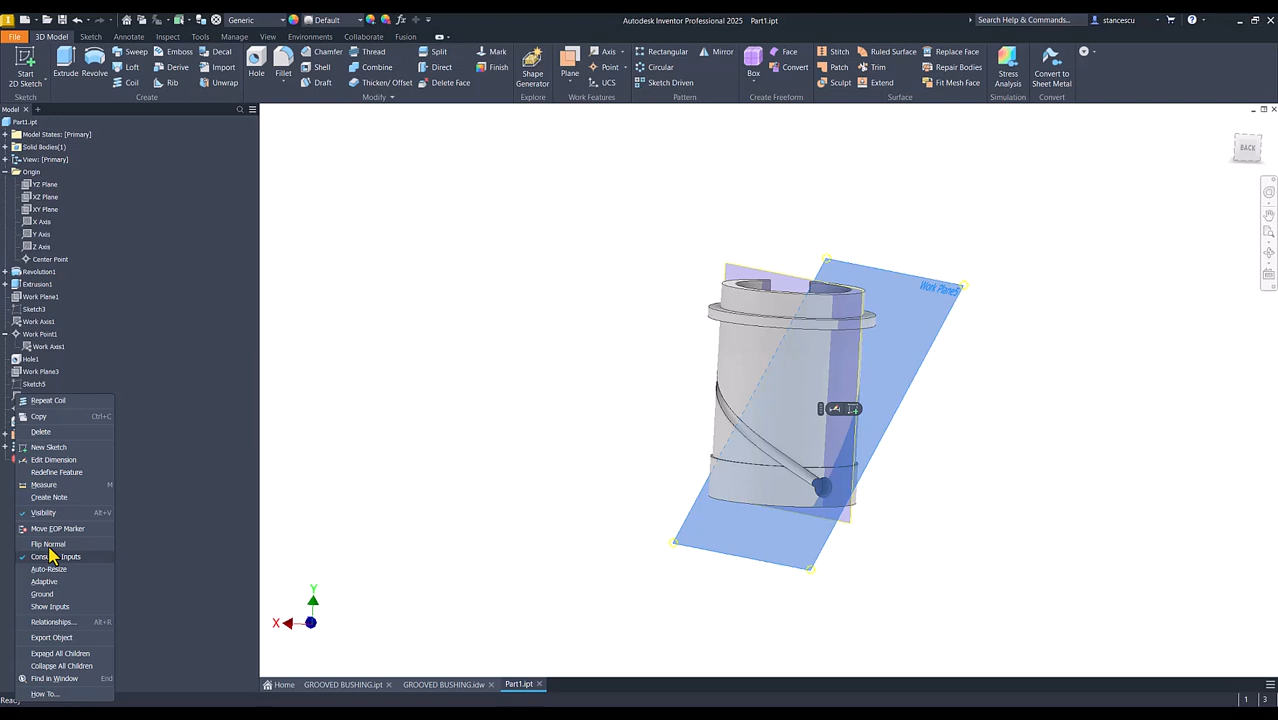 Generic Default Autodesk Inventor Professional 2025 Part1.ipt Search Help & Commands... stancescu
File 3D Model Sketch Annotate Inspect Tools Manage View Environments Collaborate Fusion
Start 2D Sketch Extrude Revolve Sweep Emboss Decal Hole Fillet Chamfer Thread Split Mark Shape Generator Plane Axis Rectangular Mirror Box Face Stitch Ruled Surface Replace Face Stress Analysis Convert to Sheet Metal
Loft Derive Import Shell Combine Direct Finish Point Circular Convert Patch Trim Repair Bodies
Coil Rib Unwrap Draft Thicken/ Offset Delete Face UCS Sketch Driven Sculpt Extend Fit Mesh Face
Sketch Create Modify Explore Work Features Pattern Create Freeform Surface Simulation Convert
Model
Part1.ipt
Model States: [Primary]
Solid Bodies(1)
View: [Primary]
Origin
YZ Plane
XZ Plane
XY Plane
X Axis
Y Axis
Z Axis
Center Point
Revolution1
Extrusion1
Work Plane1
Sketch3
Work Axis1
Work Point1
Work Axis1
Hole1
Work Plane3
Sketch5
Repeat Coil
Copy Ctrl+C
Delete
New Sketch
Edit Dimension
Redefine Feature
Measure M
Create Note
Visibility Alt+V
Move EOP Marker
Flip Normal
Inputs
Auto-Resize
Adaptive
Ground
Show Inputs
Relationships... Alt+R
Export Object
Expand All Children
Collapse All Children
Find in Window End
How To...
BACK
Work Plane5
Y
X
Home GROOVED BUSHING.ipt GROOVED BUSHING.idw Part1.ipt
1 3